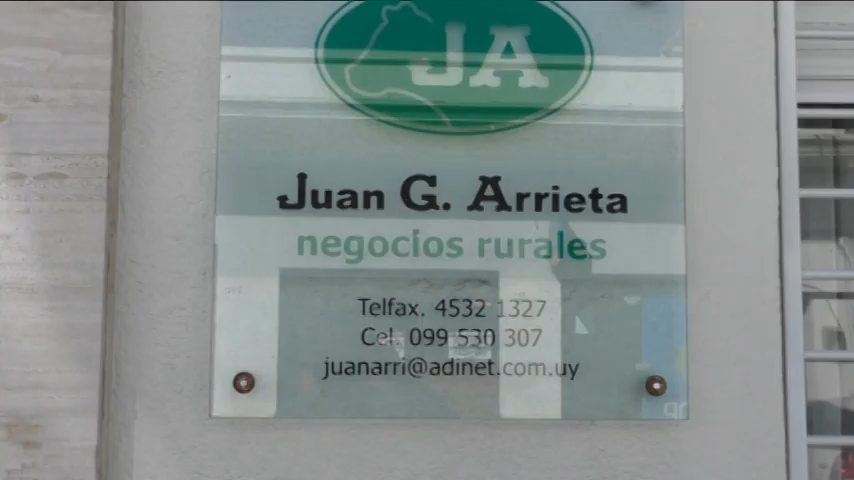 JA
Juan G. Arrieta
negocios rurales
Telfax. 4532 1327
Cel. 099 530 307
juanarri@adinet.com.uy